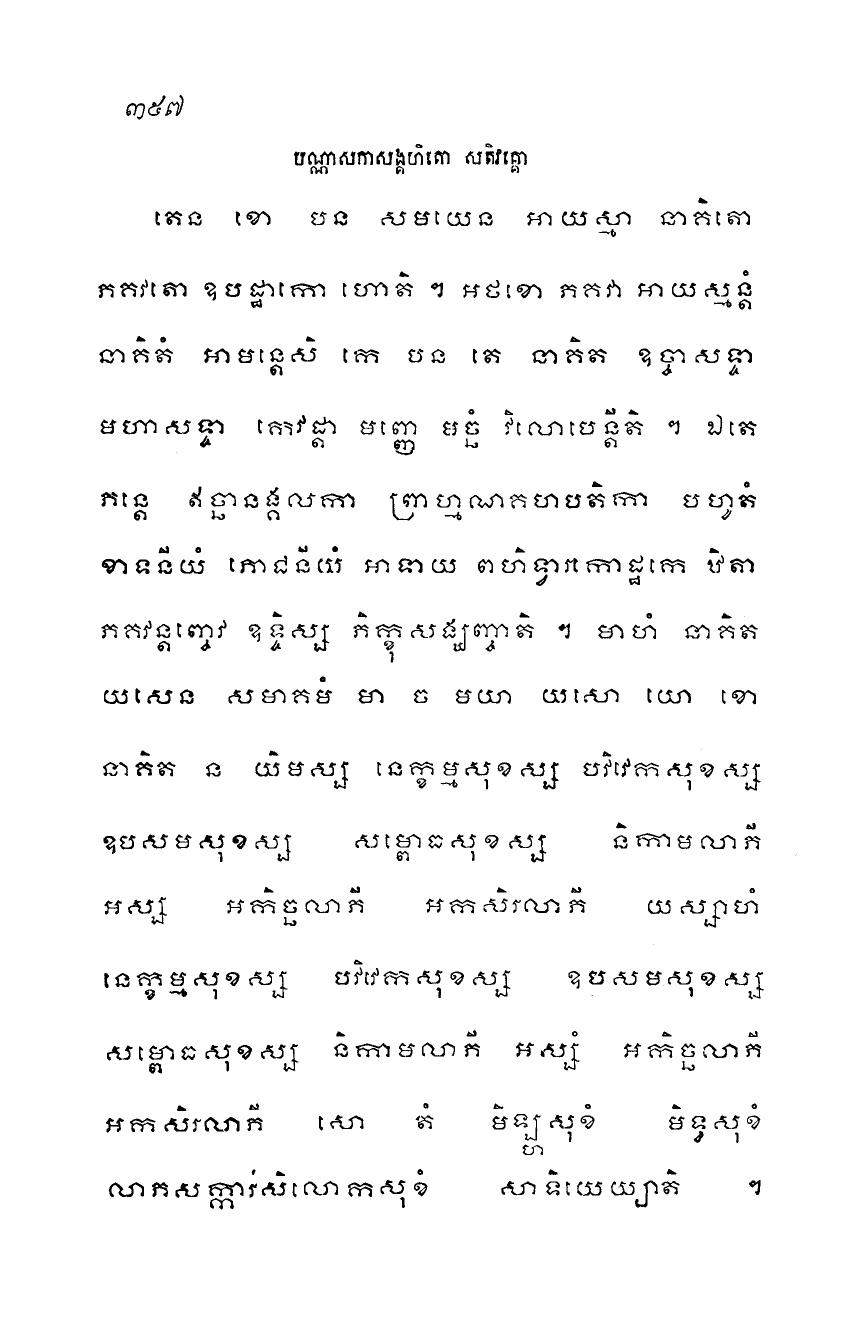 ៣៥៧
បណ្ណាសកាសង្គហិតោ សតិវគ្គោ
តេន ខោ បន សមយេន អាយស្មា នាគិតោ
ភគវតោ ឧបដ្ឋាកោ ហោតិ ។ អថខោ ភគវា អាយស្មន្តំ
នាគិតំ អាមន្តេសិ កេ បន តេ នាគិត ឧច្ចាសទ្ទា
មហាសទ្ទា កេវដ្ដា មញ្ញេ មច្ឆំ វិលោបេន្តីតិ ។ ឯតេ
ភន្តេ ឥច្ឆានង្គលកា ព្រាហ្មណគហបតិកា បហូតំ
ខាទនីយំ ភោជនីយំ អាទាយ ពហិទ្វារកោដ្ឋកេ ឋិតា
ភគវន្តញ្ចេវ ឧទ្ទិស្ស ភិក្ខុសង្ឃញ្ចាតិ ។ មាហំ នាគិត
យសេន សមាគមំ មា ច មយា យសោ យោ ខោ
នាគិត ន យិមស្ស នេក្ខម្មសុខស្ស បវិវេកសុខស្ស
ឧបសមសុខស្ស សម្ពោធសុខស្ស និកាមលាភី
អស្ស អកិច្ឆលាភី អកសិរលាភី យស្សាហំ
នេក្ខម្មសុខស្ស បវិវេកសុខស្ស ឧបសមសុខស្ស
សម្ពោធសុខស្ស និកាមលាភី អស្សំ អកិច្ឆលាភី
អកសិរលាភី សោ តំ មិឡ្ហសុខំ មិទ្ធសុខំ
លាភសក្ការសិលោកសុខំ សាទិយេយ្យាតិ ។